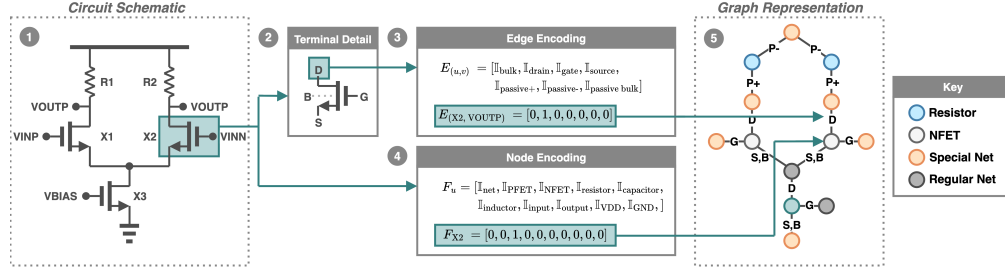 Circuit Schematic
1
R1
R2
VOUTP
VOUTP
VINP
X1
X2
VINN
VBIAS
X3
2
Terminal Detail
D
B
G
S
3
Edge Encoding
E(u,v) = [𝕀bulk, 𝕀drain, 𝕀gate, 𝕀source,
𝕀passive+, 𝕀passive-, 𝕀passive bulk]
E(X2, VOUTP) = [0, 1, 0, 0, 0, 0, 0]
4
Node Encoding
Fu = [𝕀net, 𝕀PFET, 𝕀NFET, 𝕀resistor, 𝕀capacitor,
𝕀inductor, 𝕀input, 𝕀output, 𝕀VDD, 𝕀GND, ]
FX2 = [0, 0, 1, 0, 0, 0, 0, 0, 0, 0]
Graph Representation
5
P-
P-
P+
P+
D
D
G
G
S,B
S,B
D
G
S,B
Key
Resistor
NFET
Special Net
Regular Net